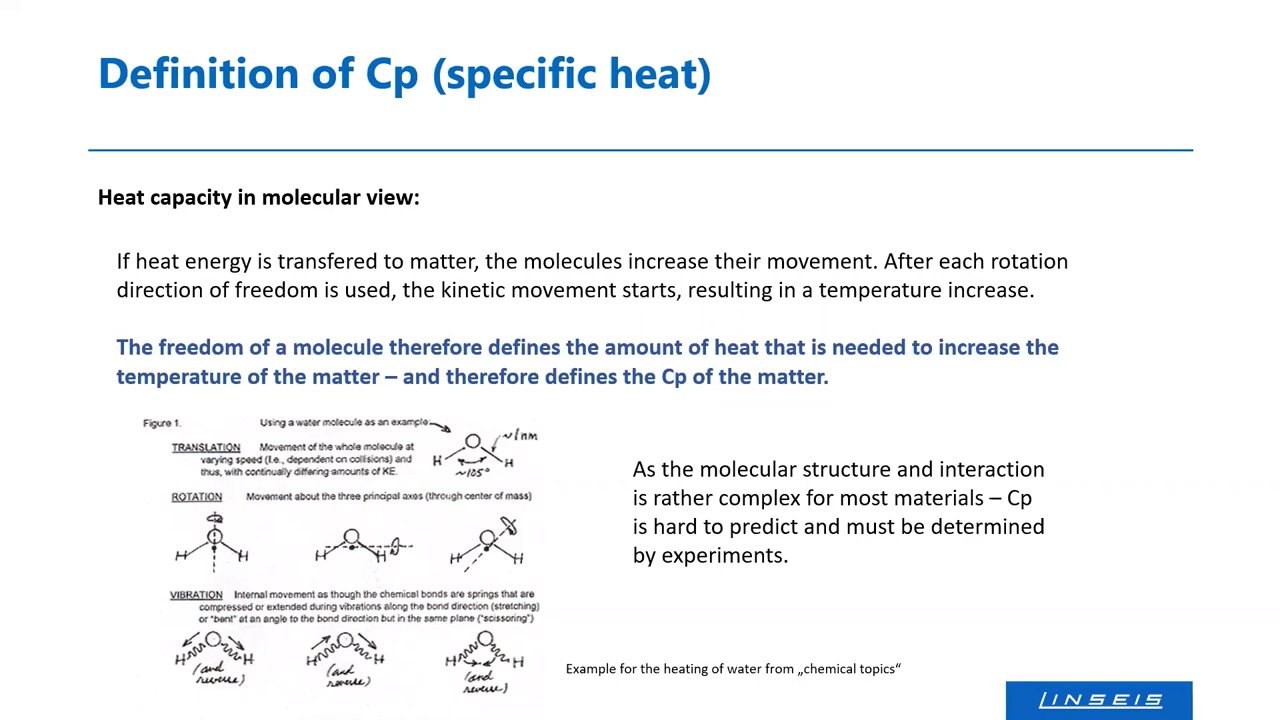 Definition of Cp (specific heat)
Heat capacity in molecular view:
If heat energy is transfered to matter, the molecules increase their movement. After each rotation
direction of freedom is used, the kinetic movement starts, resulting in a temperature increase.
The freedom of a molecule therefore defines the amount of heat that is needed to increase the
temperature of the matter – and therefore defines the Cp of the matter.
Figure 1. Using a water molecule as an example
~1nm
H H
~105°
TRANSLATION Movement of the whole molecule at
varying speed (I.e., dependent on collisions) and
thus, with continually differing amounts of KE.
ROTATION Movement about the three principal axes (through center of mass)
H H H H H H
VIBRATION Internal movement as though the chemical bonds are springs that are
compressed or extended during vibrations along the bond direction (stretching)
or "bent" at an angle to the bond direction but in the same plane ("scissoring")
H H H H H H
(and (and (and
reverse) reverse) reverse)
As the molecular structure and interaction
is rather complex for most materials – Cp
is hard to predict and must be determined
by experiments.
Example for the heating of water from „chemical topics“
LINSEIS